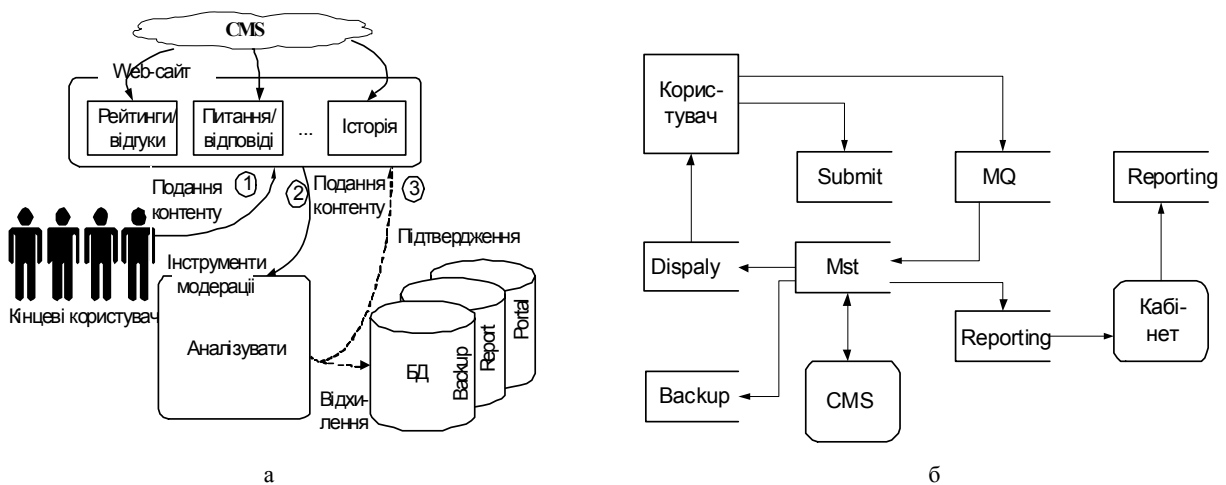 CMS
Web-сайт
Рейтинги/
відгуки
Питання/
відповіді
...
Історія
Подання
контенту
1
2
Подання
контенту
3
Підтвердження
Інструменти
модерації
Кінцеві користувач
Аналізувати
БД
Backup
Report
Portal
Відхи-
лення
а
Корис-
тувач
Submit
MQ
Reporting
Dispaly
Mst
Reporting
Кабі-
нет
Backup
CMS
б